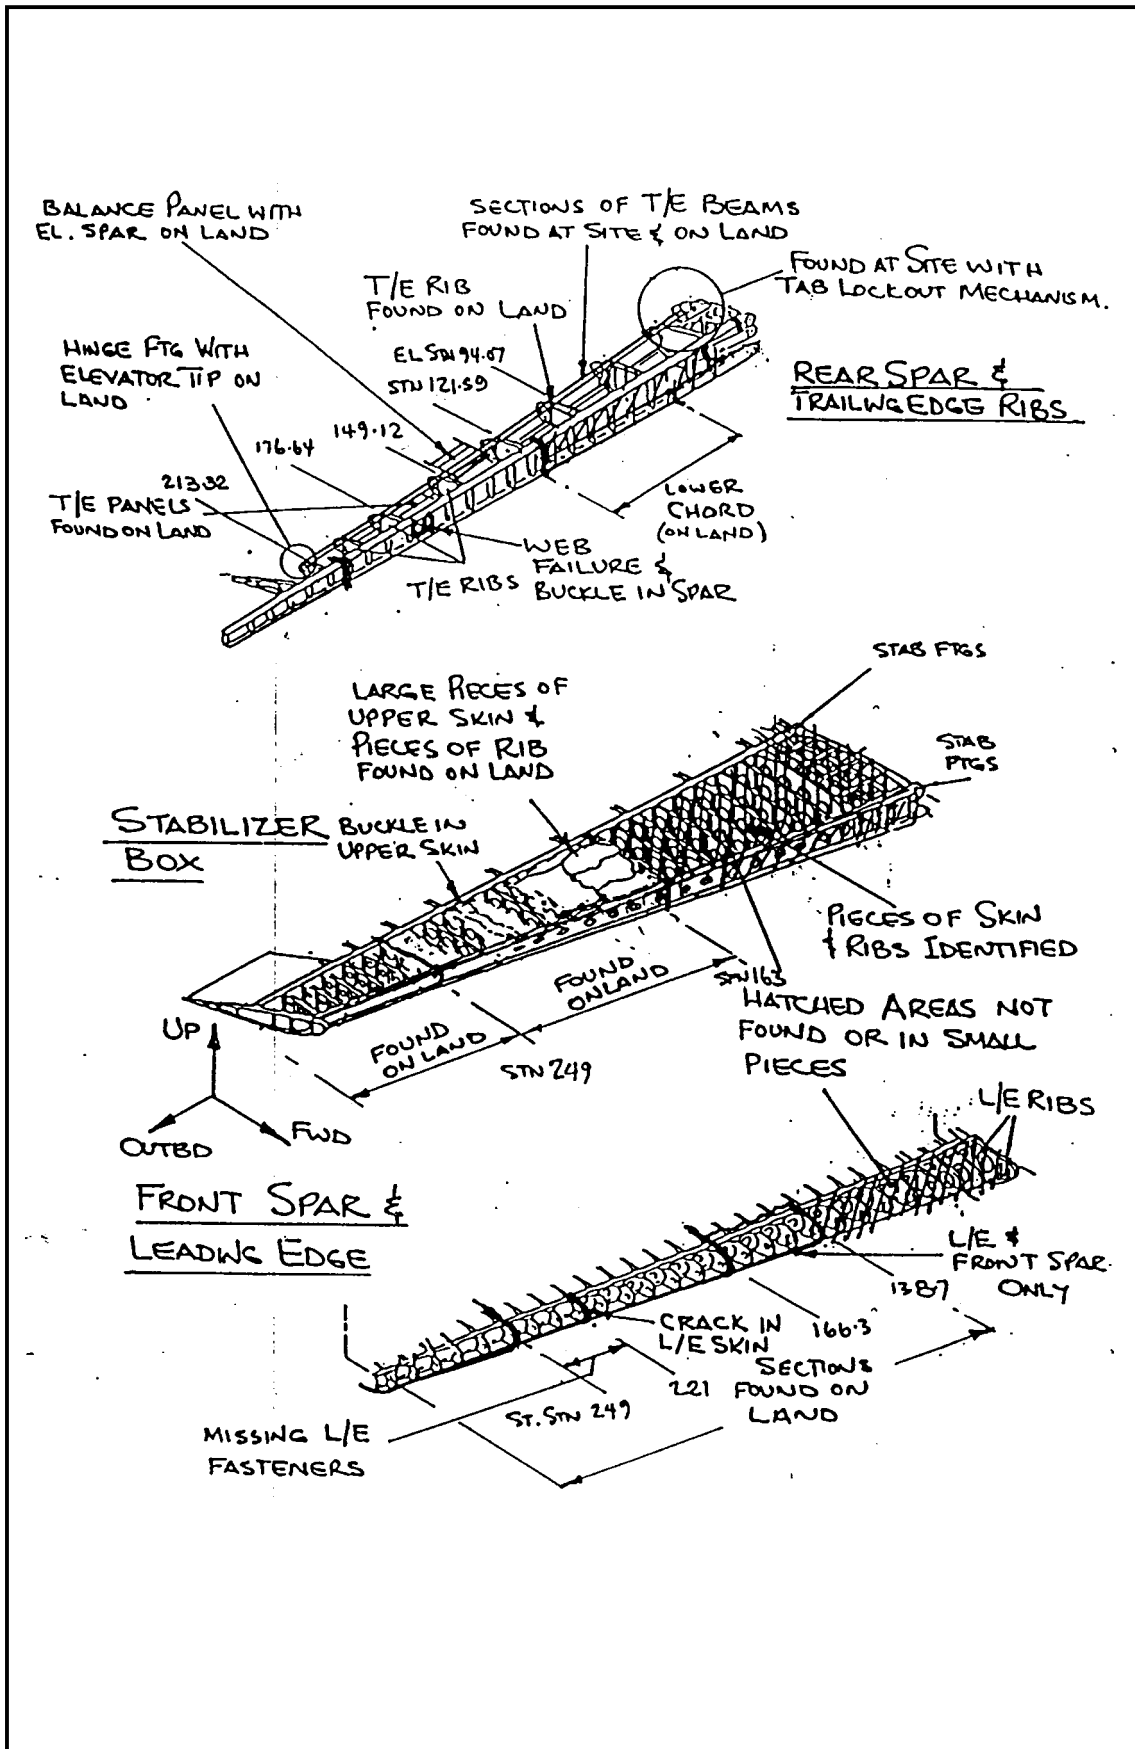 BALANCE PANEL WITH
EL. SPAR ON LAND
SECTIONS OF T/E BEAMS
FOUND AT SITE & ON LAND
FOUND AT SITE WITH
TAB LOCKOUT MECHANISM.
T/E RIB
FOUND ON LAND
HINGE FTG WITH
ELEVATOR TIP ON
LAND
EL STN 94.07
STN 121.59
149.12
176.64
213.32
REAR SPAR &
TRAILING EDGE RIBS
T/E PANELS
FOUND ON LAND
LOWER
CHORD
(ON LAND)
WEB
FAILURE &
BUCKLE IN SPAR
T/E RIBS
STAB FTGS
STAB
FTGS
LARGE PIECES OF
UPPER SKIN &
PIECES OF RIB
FOUND ON LAND
STABILIZER
BOX
BUCKLE IN
UPPER SKIN
PIECES OF SKIN
& RIBS IDENTIFIED
FOUND
ON LAND
STN 163
HATCHED AREAS NOT
FOUND OR IN SMALL
PIECES
FOUND
ON LAND
STN 249
UP
OUTBD
FWD
L/E RIBS
FRONT SPAR &
LEADING EDGE
L/E &
FRONT SPAR
ONLY
138.7
166.3
CRACK IN
L/E SKIN
221
SECTIONS
FOUND ON
LAND
ST. STN 249
MISSING L/E
FASTENERS